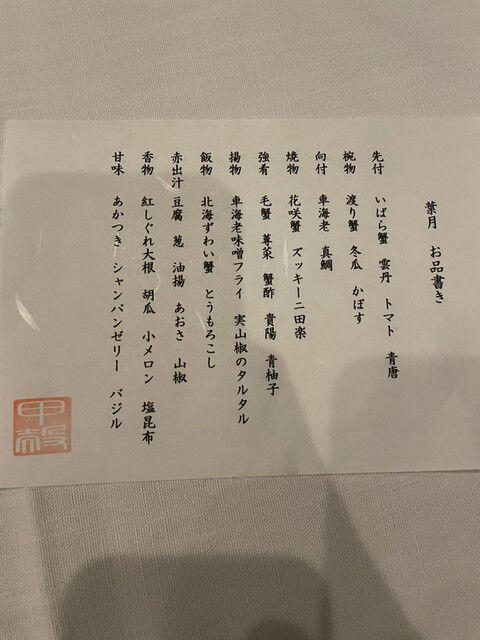 葉月 お品書き
先付 いばら蟹 雲丹 トマト 青唐
椀物 渡り蟹 冬瓜 かぼす
向付 車海老 真鯛
焼物 花咲蟹 ズッキーニ田楽
強肴 毛蟹 蓴菜 蟹酢 貴陽 青柚子
揚物 車海老味噌フライ 実山椒のタルタル
飯物 北海ずわい蟹 とうもろこし
赤出汁 豆腐 葱 油揚 あおさ 山椒
香物 紅しぐれ大根 胡瓜 小メロン 塩昆布
甘味 あかつき シャンパンゼリー バジル
甲殻